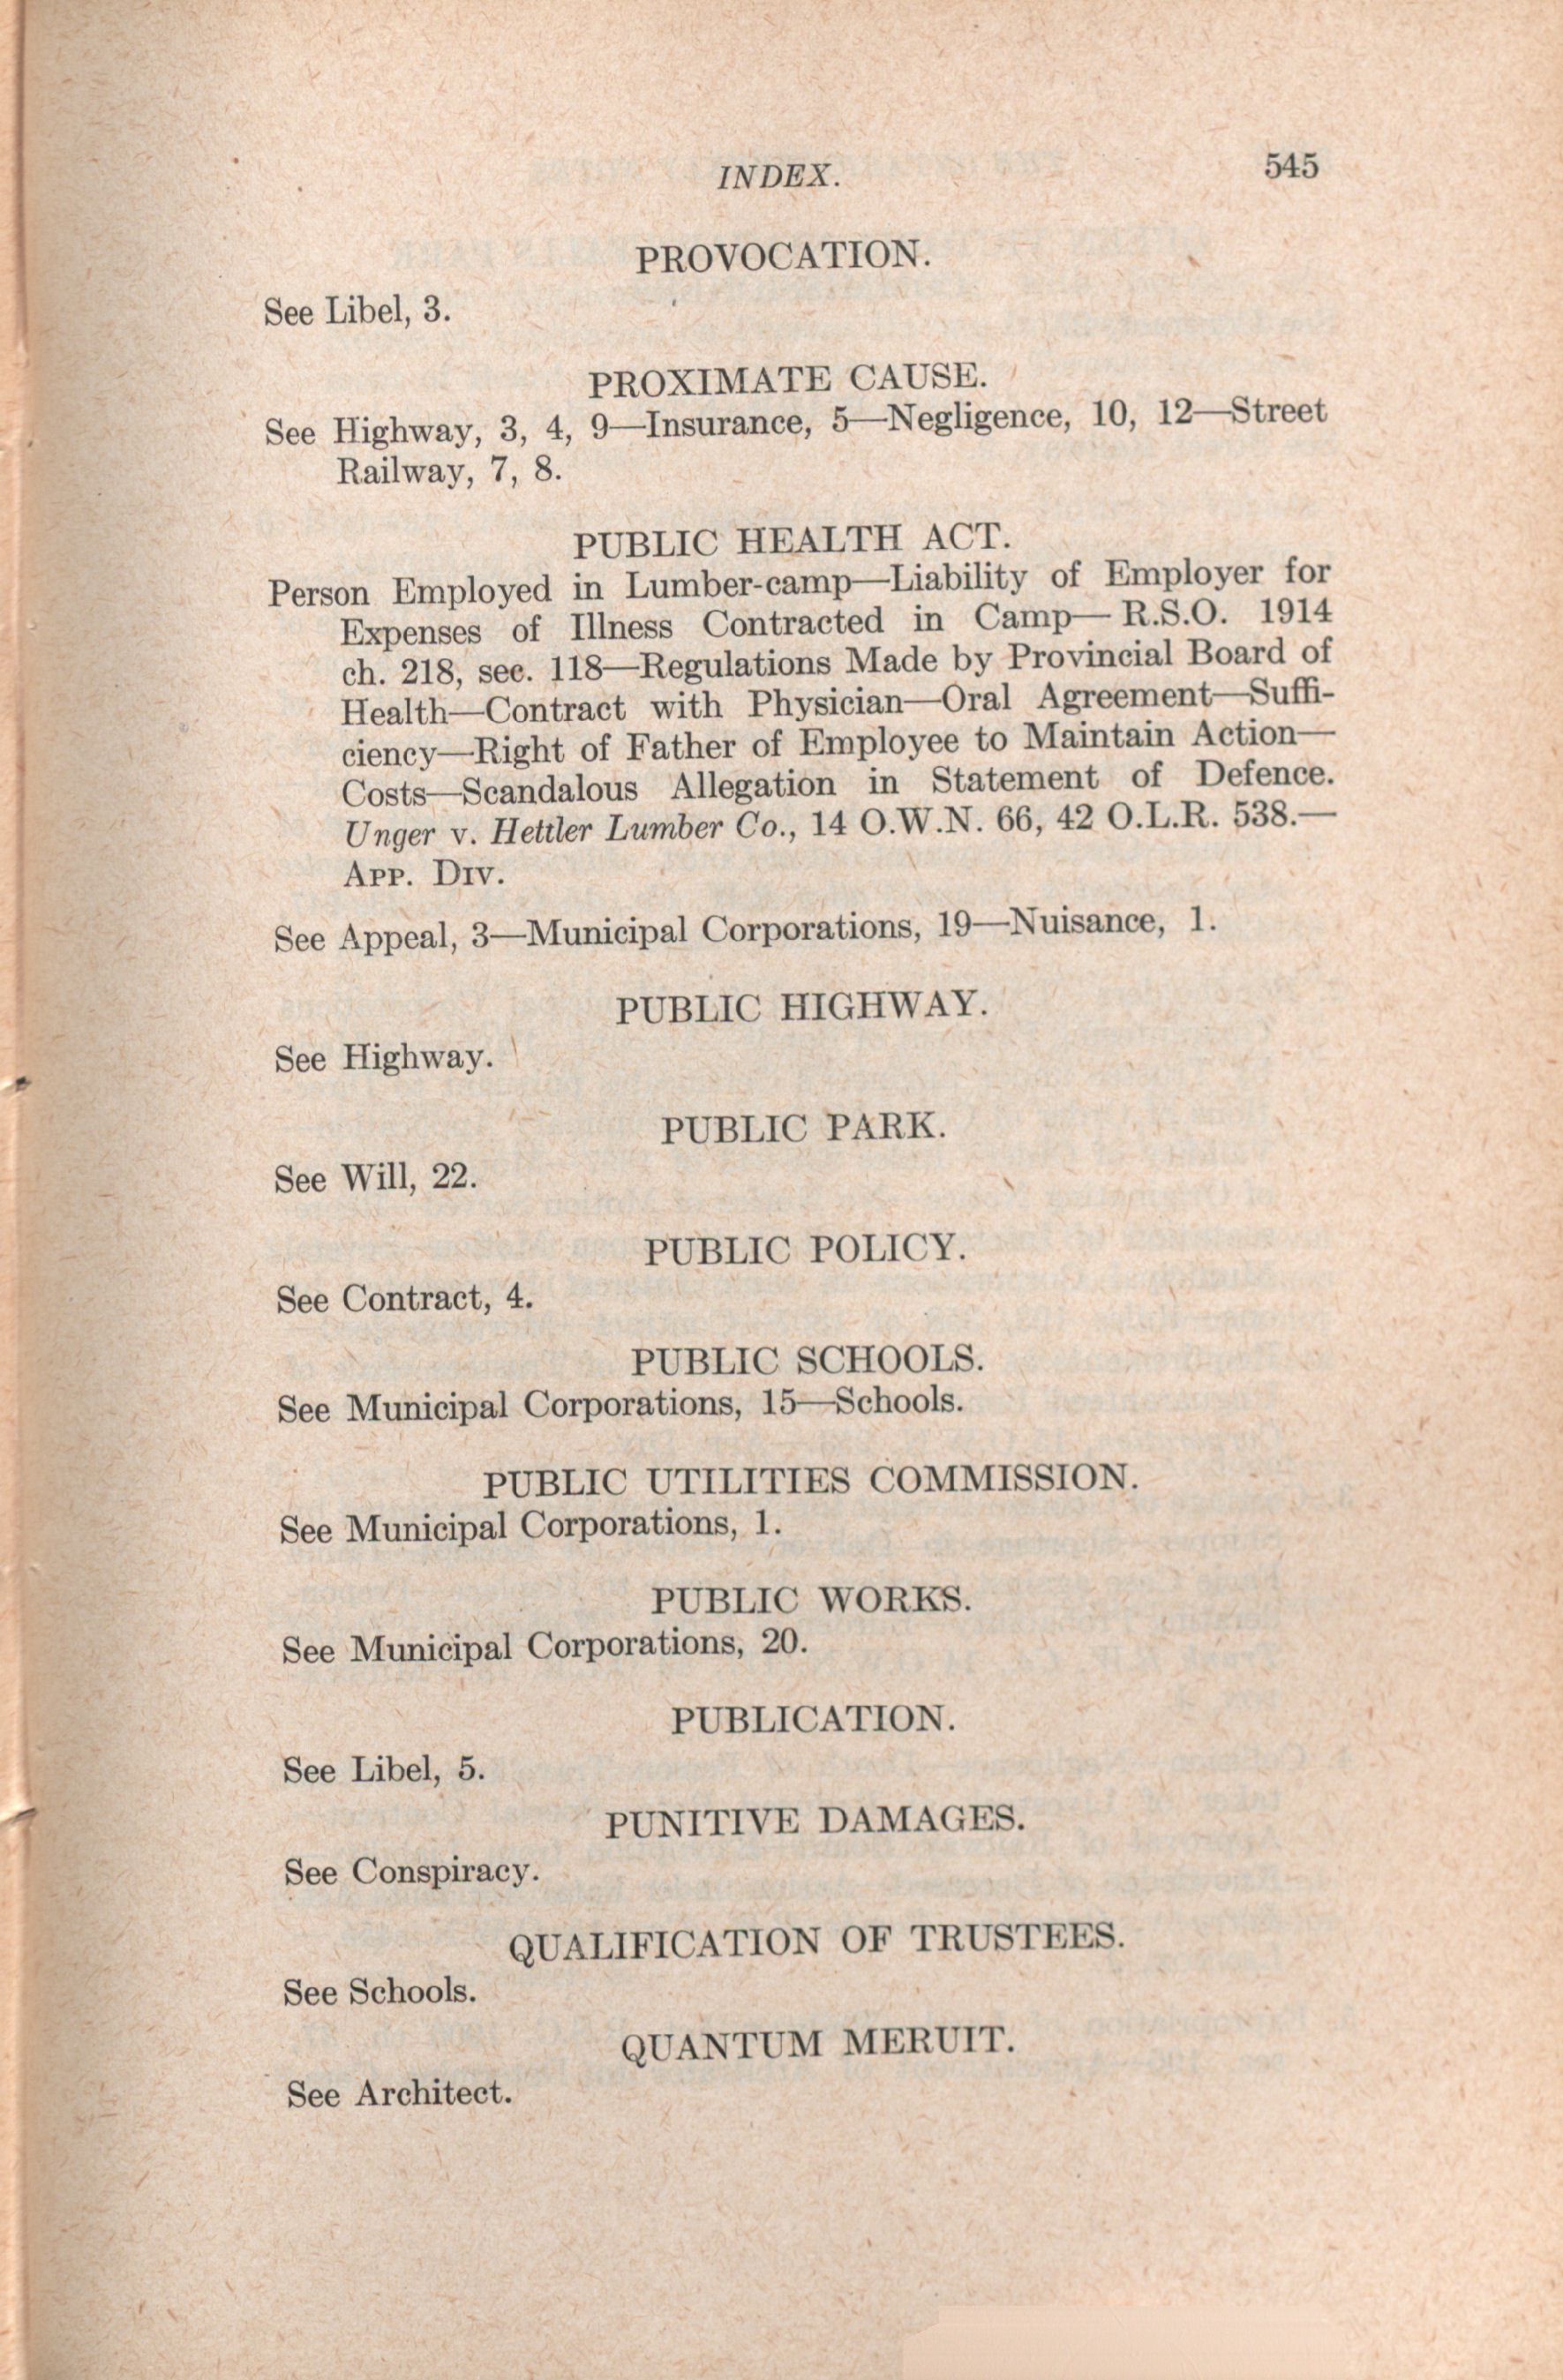 INDEX.
545
PROVOCATION.
See Libel, 3.
PROXIMATE CAUSE.
See Highway, 3, 4, 9—Insurance, 5—Negligence, 10, 12—Street
Railway, 7, 8.
PUBLIC HEALTH ACT.
Person Employed in Lumber-camp—Liability of Employer for
Expenses of Illness Contracted in Camp— R.S.O. 1914
ch. 218, sec. 118—Regulations Made by Provincial Board of
Health—Contract with Physician—Oral Agreement—Suffi-
ciency—Right of Father of Employee to Maintain Action—
Costs—Scandalous Allegation in Statement of Defence.
Unger v. Hettler Lumber Co., 14 O.W.N. 66, 42 O.L.R. 538.—
App. Div.
See Appeal, 3—Municipal Corporations, 19—Nuisance, 1.
PUBLIC HIGHWAY.
See Highway.
PUBLIC PARK.
See Will, 22.
PUBLIC POLICY.
See Contract, 4.
PUBLIC SCHOOLS.
See Municipal Corporations, 15—Schools.
PUBLIC UTILITIES COMMISSION.
See Municipal Corporations, 1.
PUBLIC WORKS.
See Municipal Corporations, 20.
PUBLICATION.
See Libel, 5.
PUNITIVE DAMAGES.
See Conspiracy.
QUALIFICATION OF TRUSTEES.
See Schools.
QUANTUM MERUIT.
See Architect.